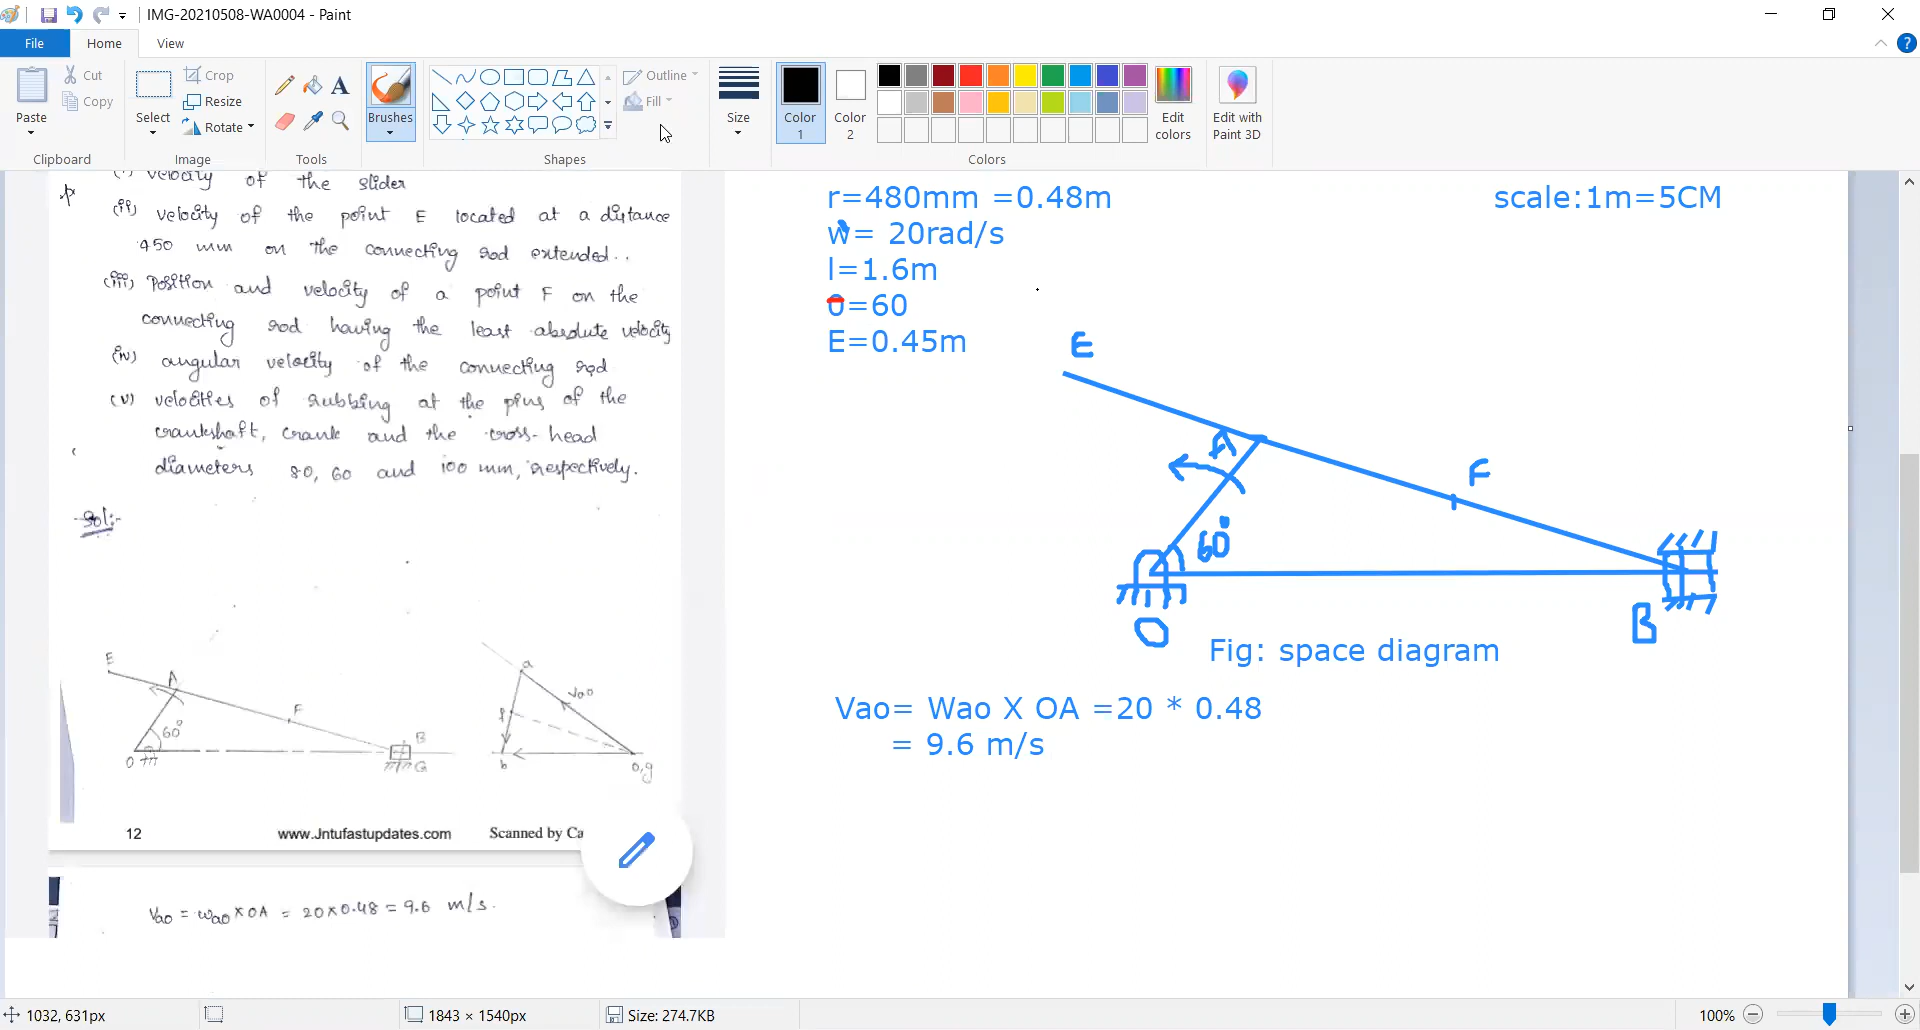 IMG-20210508-WA0004 - Paint
File Home View
Paste
Cut
Copy
Clipboard
Select
Crop
Resize
Rotate
Image
Tools
Brushes
Shapes
Outline
Fill
Size
Color 1
Color 2
Edit colors
Edit with Paint 3D
Colors
(i) velocity of the slider
(ii) velocity of the point E located at a distance
450 mm on the connecting rod extended..
(iii) Position and velocity of a point F on the
connecting rod having the least absolute velocity
(iv) angular velocity of the connecting rod
(v) velocities of rubbing at the pins of the
crankshaft, crank and the cross-head
diameters 80, 60 and 100 mm, respectively.
Sol:-
E
A
F
60°
O
B
G
a
Vao
f
b
o,g
12 www.Jntufastupdates.com Scanned by Ca
Vao = wao x OA = 20 x 0.48 = 9.6 m/s.
r=480mm =0.48m
scale:1m=5CM
w= 20rad/s
l=1.6m
0=60
E=0.45m
E
A
F
60°
O
B
Fig: space diagram
Vao= Wao X OA =20 * 0.48
= 9.6 m/s
1032, 631px
1843 × 1540px
Size: 274.7KB
100%